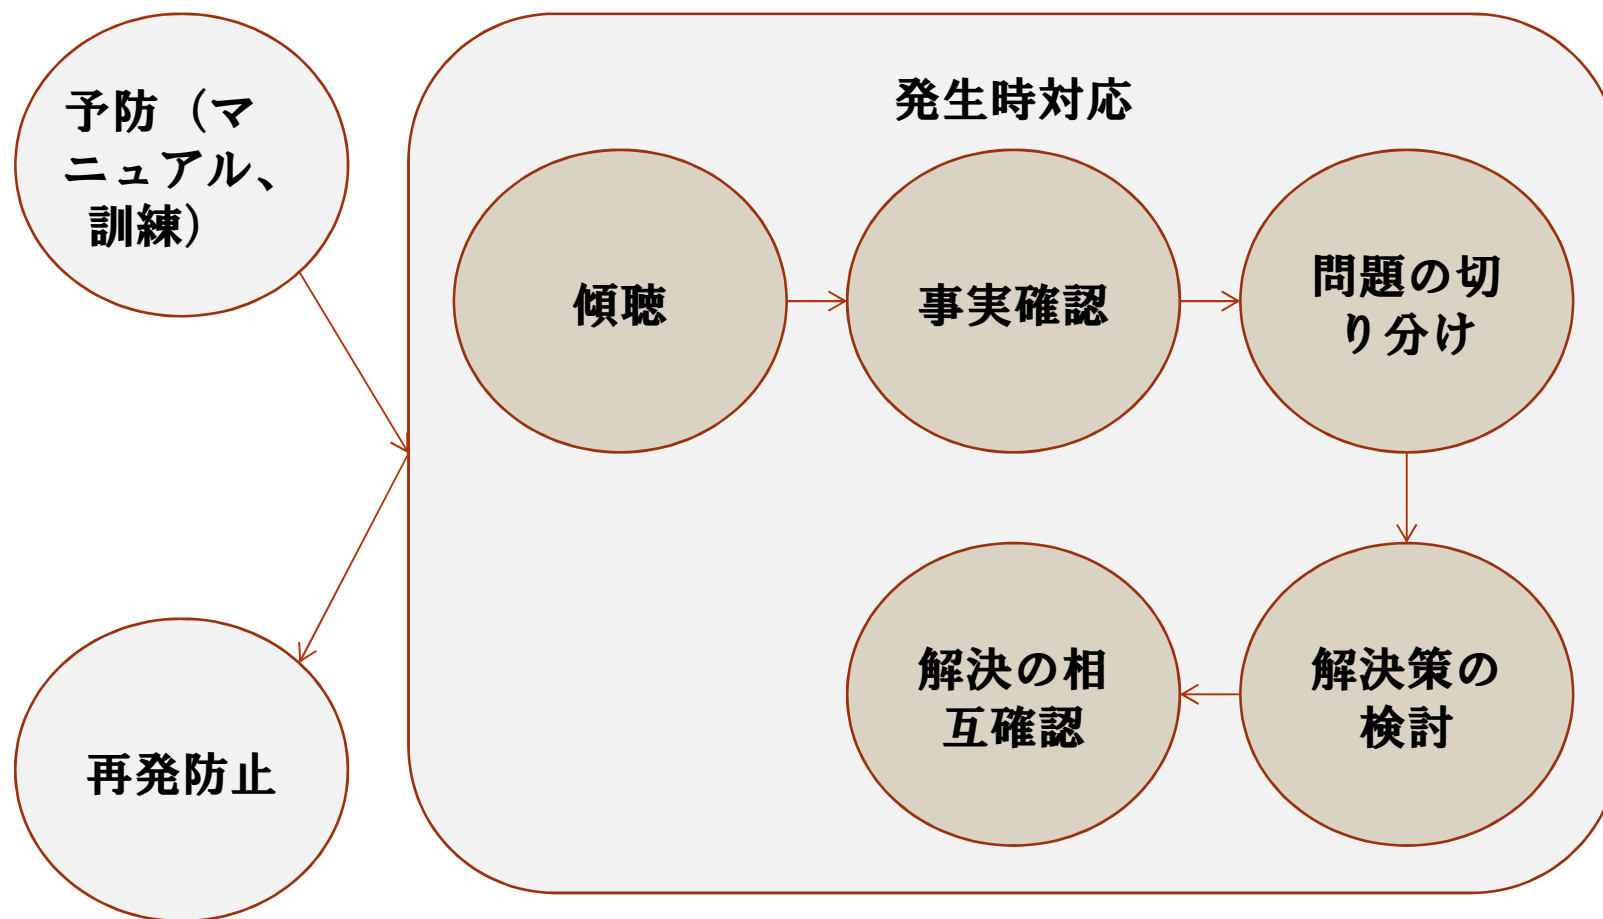 予防（マ
ニュアル、
訓練）
発生時対応
傾聴
事実確認
問題の切
り分け
解決の相
互確認
解決策の
検討
再発防止